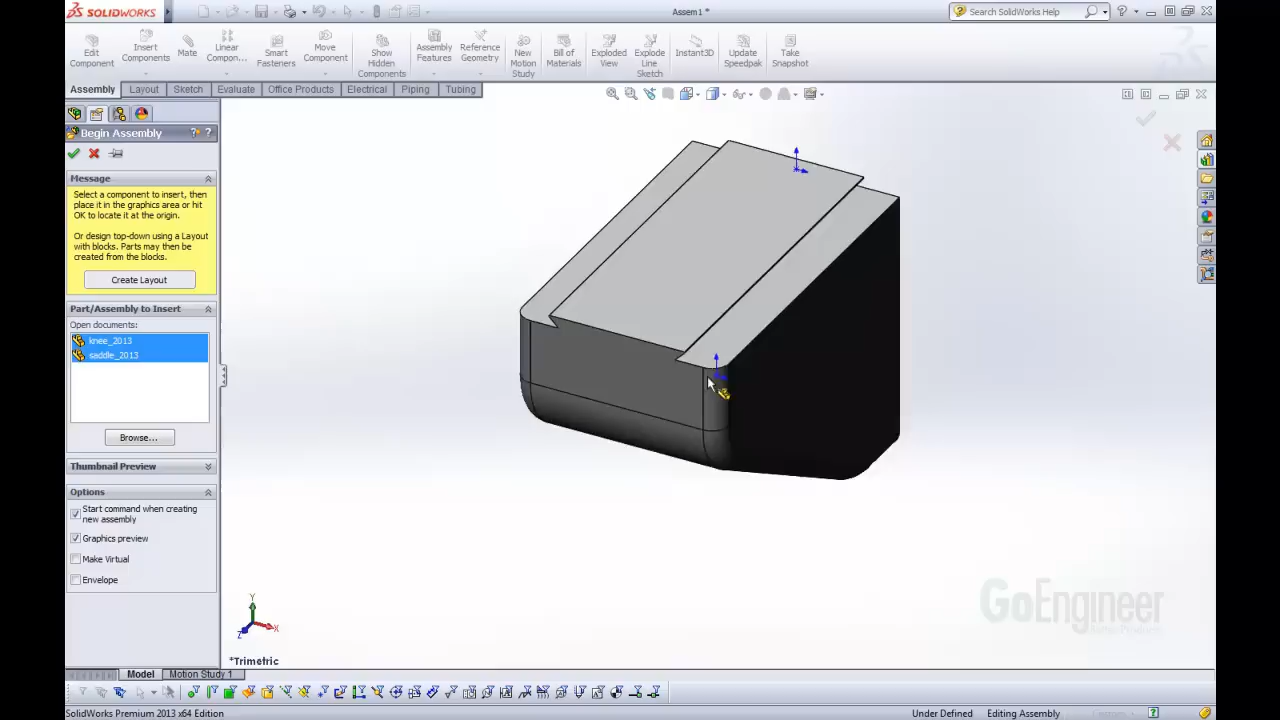 SOLIDWORKS
Assem1 *
Search SolidWorks Help
Edit
Component
Insert
Components
Mate
Linear
Compon...
Smart
Fasteners
Move
Component
Show
Hidden
Components
Assembly
Features
Reference
Geometry
New
Motion
Study
Bill of
Materials
Exploded
View
Explode
Line
Sketch
Instant3D
Update
Speedpak
Take
Snapshot
Assembly
Layout
Sketch
Evaluate
Office Products
Electrical
Piping
Tubing
Begin Assembly
Message
Select a component to insert, then
place it in the graphics area or hit
OK to locate it at the origin.
Or design top-down using a Layout
with blocks. Parts may then be
created from the blocks.
Create Layout
Part/Assembly to Insert
Open documents:
knee_2013
saddle_2013
Browse...
Thumbnail Preview
Options
Start command when creating
new assembly
Graphics preview
Make Virtual
Envelope
Y
X
Z
*Trimetric
GoEngineer
Model
Motion Study 1
SolidWorks Premium 2013 x64 Edition
Under Defined
Editing Assembly